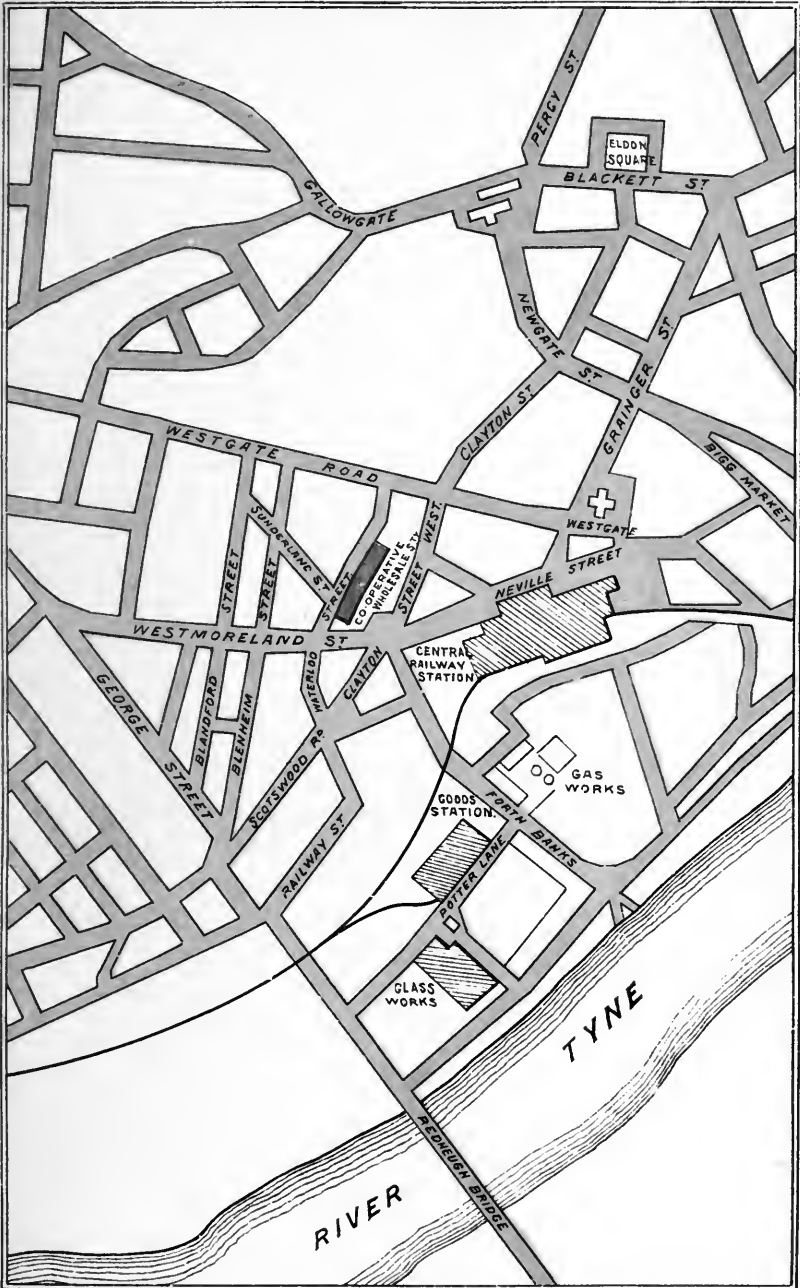 PERCY ST.
ELDON
SQUARE
BLACKETT ST
GALLOWGATE
NEWGATE ST
GRAINGER ST.
CLAYTON ST.
BIGG MARKET
WESTGATE ROAD
WESTGATE
SUNDERLAND ST
CO-OPERATIVE
WHOLESALE STY
CLAYTON STREET WEST.
NEVILLE STREET
WATERLOO STREET
BLANDFORD STREET
BLENHEIM STREET
WESTMORELAND ST.
CENTRAL
RAILWAY
STATION
GEORGE STREET
SCOTSWOOD RD
RAILWAY ST.
GAS
WORKS
GOODS
STATION.
FORTH BANKS
POTTER LANE
GLASS
WORKS
RIVER TYNE
REDHEUGH BRIDGE